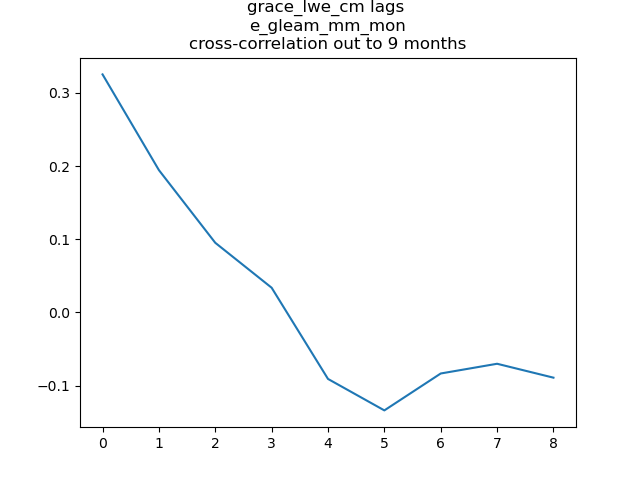 grace_lwe_cm lags
e_gleam_mm_mon
cross-correlation out to 9 months
0.3
0.2
0.1
0.0
−0.1
0 1 2 3 4 5 6 7 8